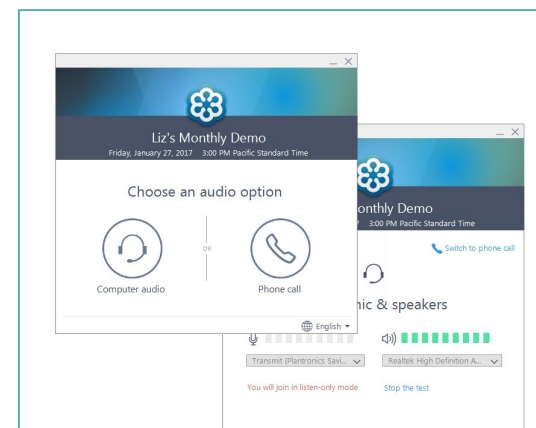 Liz's Monthly Demo
Friday, January 27, 2017 3:00 PM Pacific Standard Time
Choose an audio option
OR
Computer audio
Phone call
English
onthly Demo
3:00 PM Pacific Standard Time
Switch to phone call
& speakers
Transmit (Plantronics Savi...
Realtek High Definition A...
You will join in listen-only mode
Stop the test